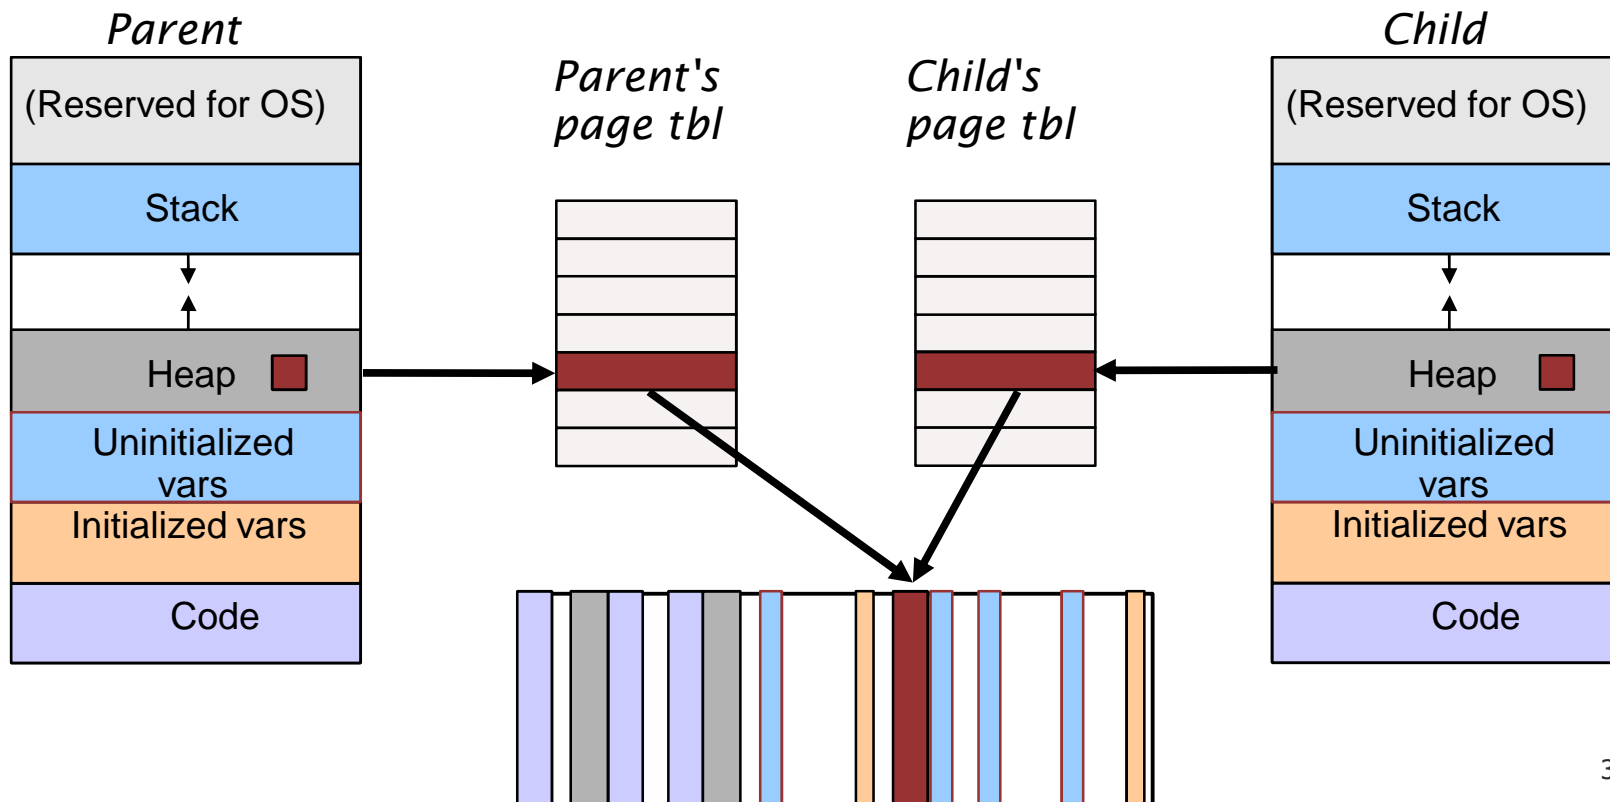 Parent
(Reserved for OS)
Stack
Heap
Uninitialized
vars
Initialized vars
Code
Parent's
page tbl
Child's
page tbl
Child
(Reserved for OS)
Stack
Heap
Uninitialized
vars
Initialized vars
Code